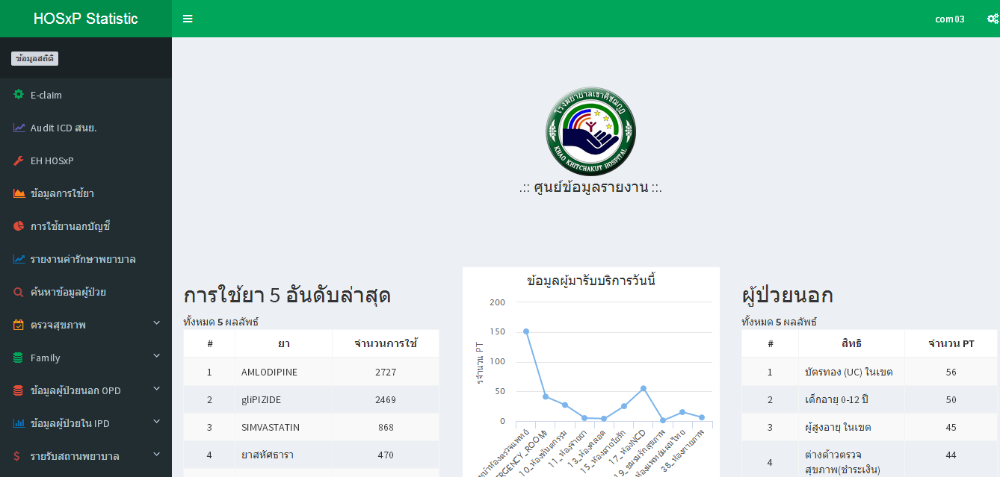 HOSxP Statistic
com03
ข้อมูลสถิติ
E-claim
Audit ICD สนย.
EH HOSxP
ข้อมูลการใช้ยา
การใช้ยานอกบัญชี
รายงานค่ารักษาพยาบาล
ค้นหาข้อมูลผู้ป่วย
ตรวจสุขภาพ
Family
ข้อมูลผู้ป่วยนอก OPD
ข้อมูลผู้ป่วยใน IPD
รายรับสถานพยาบาล
โรงพยาบาลเขาคิชฌกูฏ
KHAO KHITCHAKUT HOSPITAL
.:: ศูนย์ข้อมูลรายงาน ::.
การใช้ยา 5 อันดับล่าสุด
ทั้งหมด 5 ผลลัพธ์
# ยา จำนวนการใช้
1 AMLODIPINE 2727
2 gliPIZIDE 2469
3 SIMVASTATIN 868
4 ยาสหัศธารา 470
ข้อมูลผู้มารับบริการวันนี้
รจำนวน PT
200
150
100
50
0
หน้าห้องตรวจแพทย์
ERGENCY_ROOM
10_ห้องทันตกรรม
11_ห้องจ่ายยา
13_ห้องคลอด
15_ห้องสายใยรัก
17_ห้องNCD
19_ชมรมรักสุขภาพ
ห้องแพทย์แผนไทย
38_ห้องกายภาพ
ผู้ป่วยนอก
ทั้งหมด 5 ผลลัพธ์
# สิทธิ จำนวน PT
1 บัตรทอง (UC) ในเขต 56
2 เด็กอายุ 0-12 ปี 50
3 ผู้สูงอายุ ในเขต 45
4 ต่างด้าวตรวจ 44
สุขภาพ(ชำระเงิน)